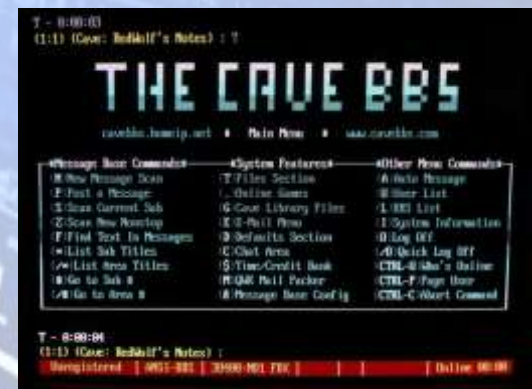 T - 0:00:03
(1:1) (Cave: RedWolf's Notes) : ?
THE CAVE BBS
cavebbs.homeip.net * Main Menu * www.cavebbs.com
Message Base Commands System Features Other Menu Commands
(N)New Message Scan (T)Files Section (A)Auto Message
(P)Post a Message (.)Online Games (U)User List
(S)Scan Current Sub (G)Cave Library Files (L)BBS List
(Z)Scan New Nonstop (E)E-Mail Menu (I)System Information
(F)Find Text In Messages (D)Defaults Section (O)Log Off
(*)List Sub Titles (C)Chat Area (/O)Quick Log Off
(/*)List Area Titles ($)Time/Credit Bank (CTRL-U)Who's Online
(#)Go to Sub # (M)QWK Mail Packer (CTRL-P)Page User
(/#)Go to Area # Message Base Config (CTRL-C)Abort Command
T - 0:00:04
(1:1) (Cave: RedWolf's Notes) :
Unregistered ANSI-BBS FDX Online 00:00